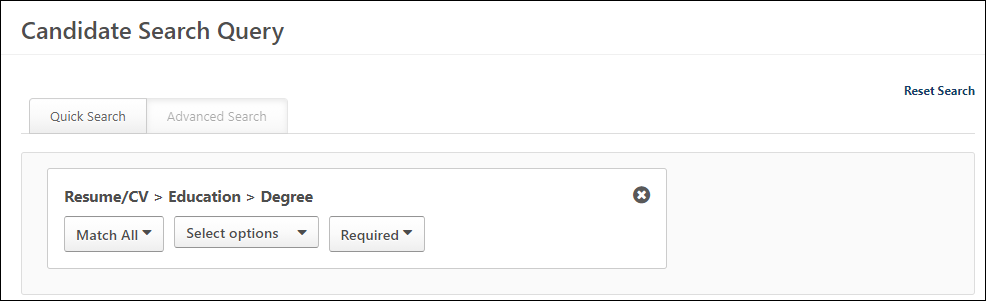 Candidate Search Query
Reset Search
Quick Search Advanced Search
Resume/CV > Education > Degree
Match All Select options Required